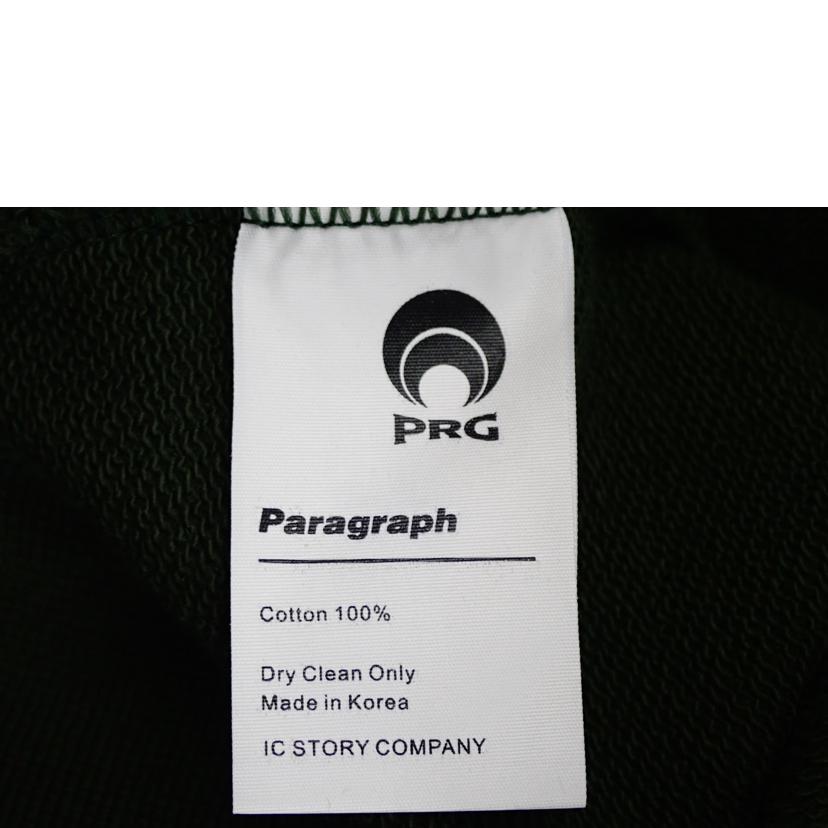 PRG
Paragraph
Cotton 100%
Dry Clean Only
Made in Korea
IC STORY COMPANY